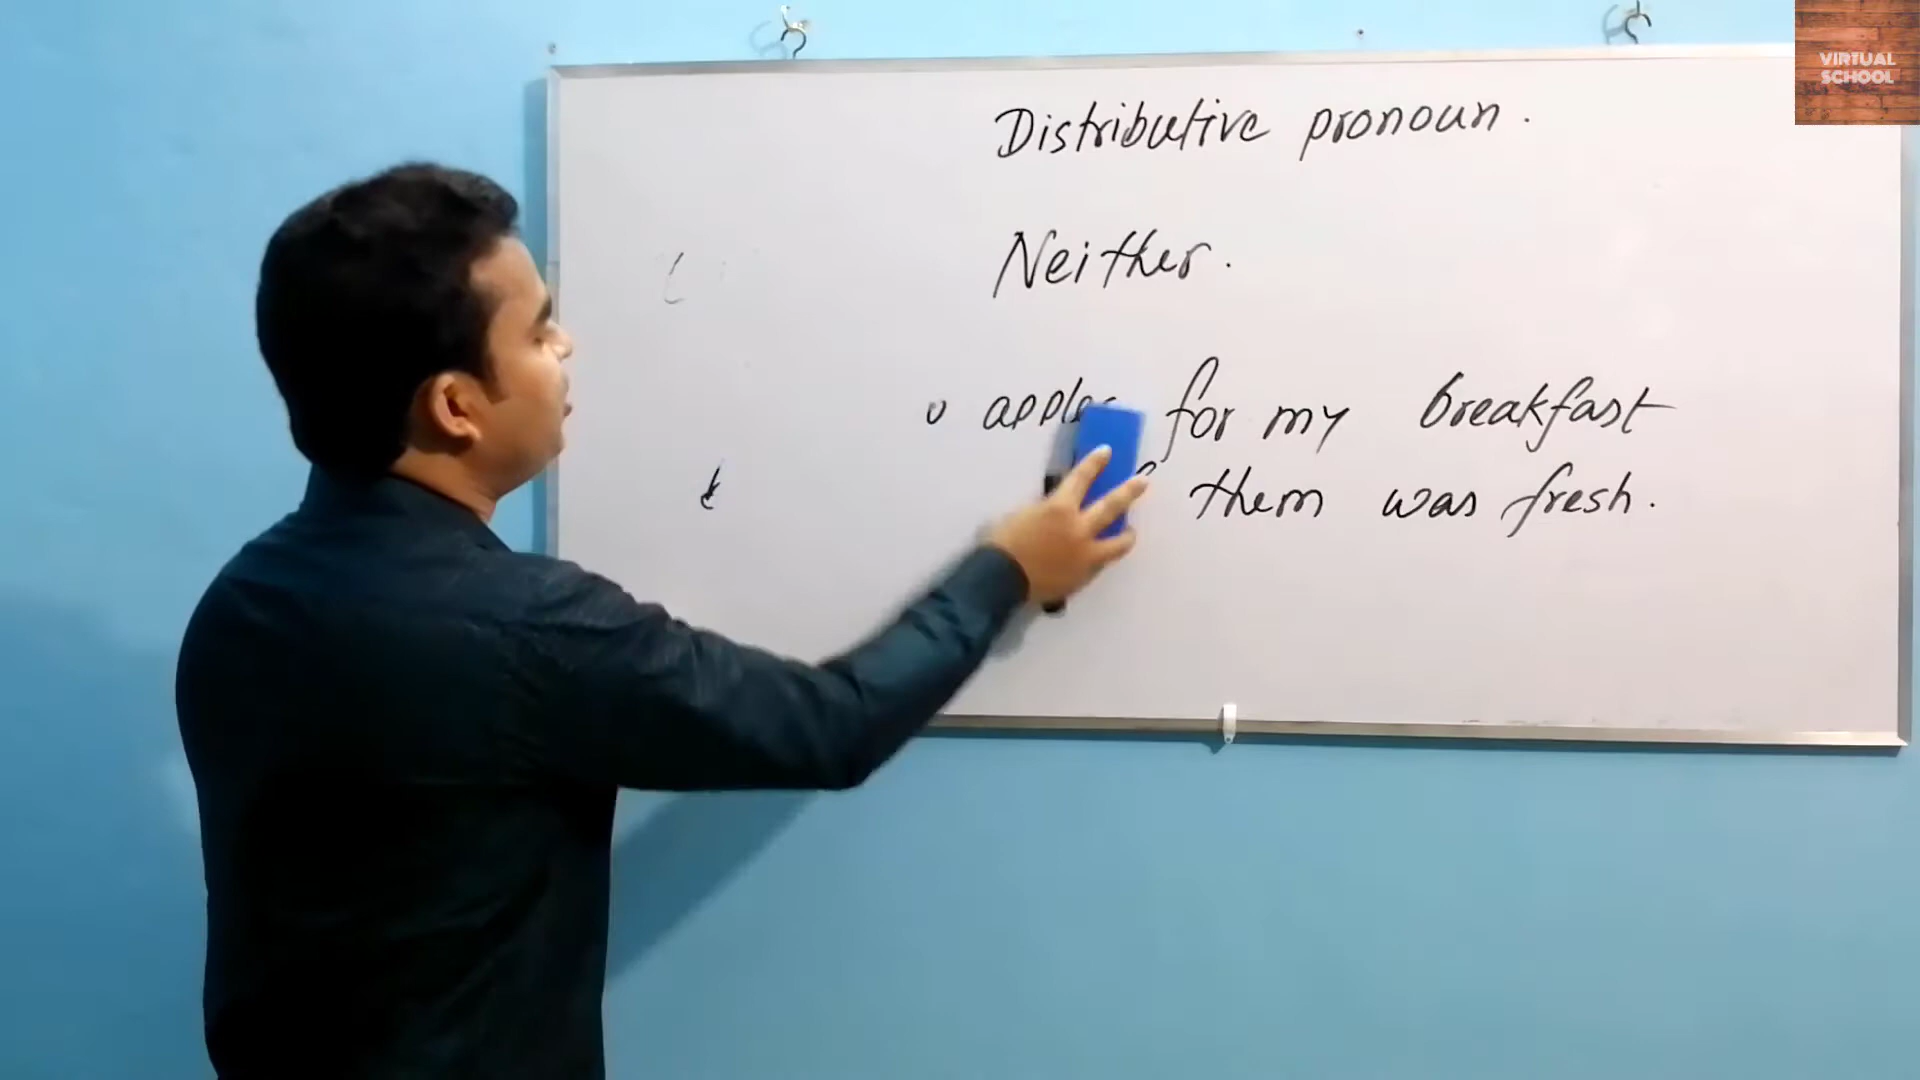 VIRTUAL
SCHOOL
Distributive pronoun.
Neither.
for my breakfast
them was fresh.